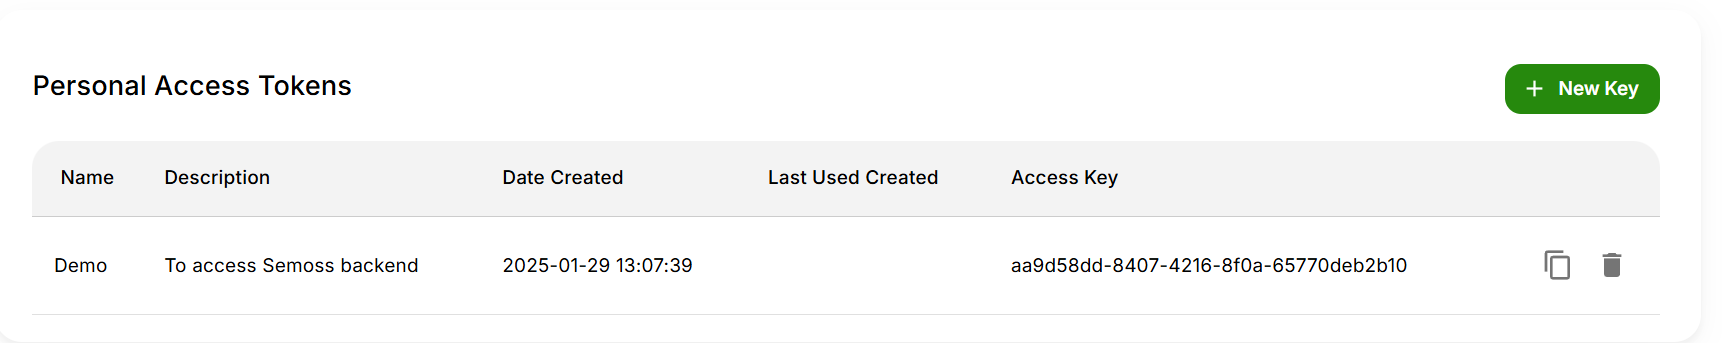 Personal Access Tokens
+ New Key
Name Description Date Created Last Used Created Access Key
Demo To access Semoss backend 2025-01-29 13:07:39 aa9d58dd-8407-4216-8f0a-65770deb2b10